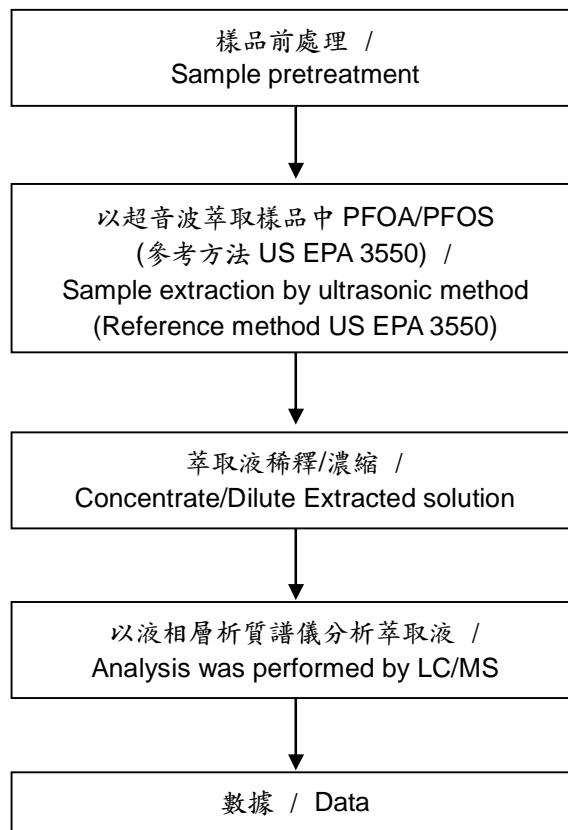 樣品前處理 /
Sample pretreatment
以超音波萃取樣品中 PFOA/PFOS
(參考方法 US EPA 3550) /
Sample extraction by ultrasonic method
(Reference method US EPA 3550)
萃取液稀釋/濃縮 /
Concentrate/Dilute Extracted solution
以液相層析質譜儀分析萃取液 /
Analysis was performed by LC/MS
數據 / Data